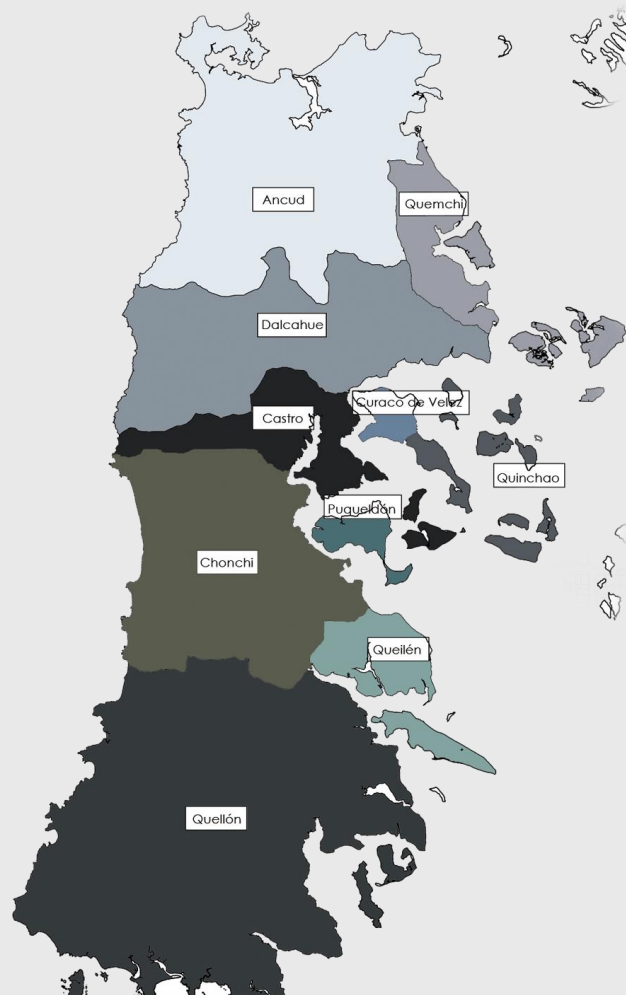 Ancud
Quemchi
Dalcahue
Curaco de Velez
Castro
Quinchao
Puqueldón
Chonchi
Queilén
Quellón